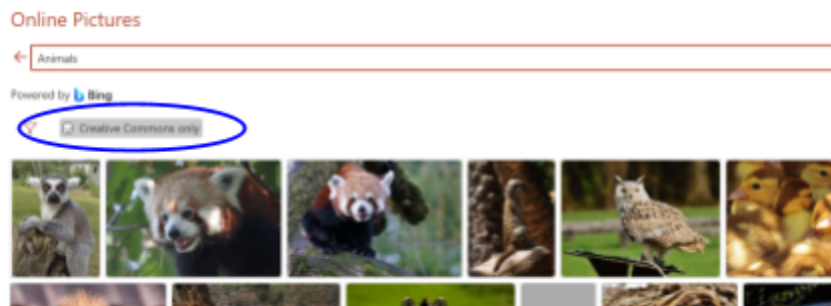 Online Pictures
Animals
Powered by Bing
Creative Commons only